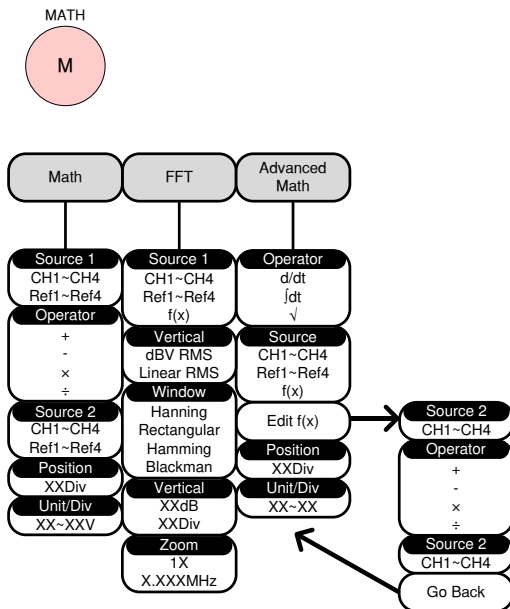 MATH
M
Math
Source 1
CH1~CH4
Ref1~Ref4
Operator
+
-
×
÷
Source 2
CH1~CH4
Ref1~Ref4
Position
XXDiv
Unit/Div
XX~XXV
FFT
Source 1
CH1~CH4
Ref1~Ref4
f(x)
Vertical
dBV RMS
Linear RMS
Window
Hanning
Rectangular
Hamming
Blackman
Vertical
XXdB
XXDiv
Zoom
1X
X.XXXMHz
Advanced
Math
Operator
d/dt
∫dt
√
Source
CH1~CH4
Ref1~Ref4
f(x)
Edit f(x)
Position
XXDiv
Unit/Div
XX~XX
Source 2
CH1~CH4
Operator
+
-
×
÷
Source 2
CH1~CH4
Go Back